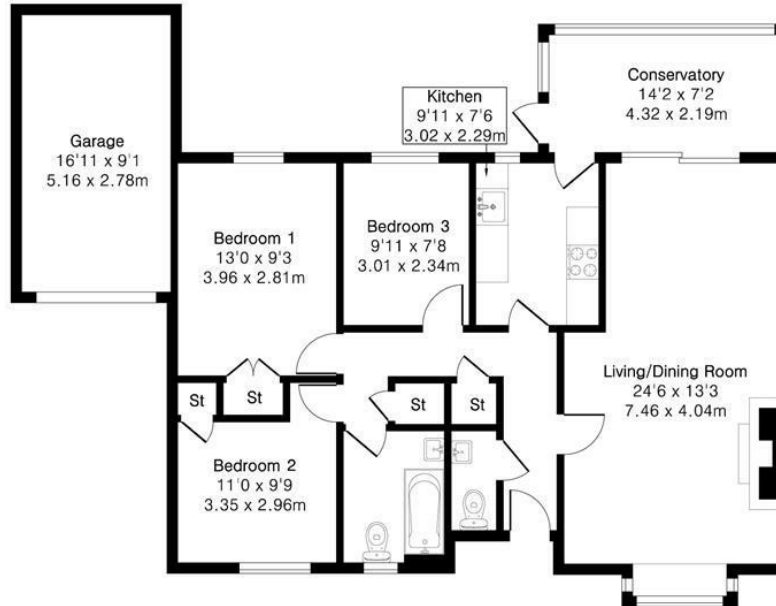 Garage
16'11 x 9'1
5.16 x 2.78m
Kitchen
9'11 x 7'6
3.02 x 2.29m
Conservatory
14'2 x 7'2
4.32 x 2.19m
Bedroom 1
13'0 x 9'3
3.96 x 2.81m
Bedroom 3
9'11 x 7'8
3.01 x 2.34m
Living/Dining Room
24'6 x 13'3
7.46 x 4.04m
St
St
St
St
Bedroom 2
11'0 x 9'9
3.35 x 2.96m